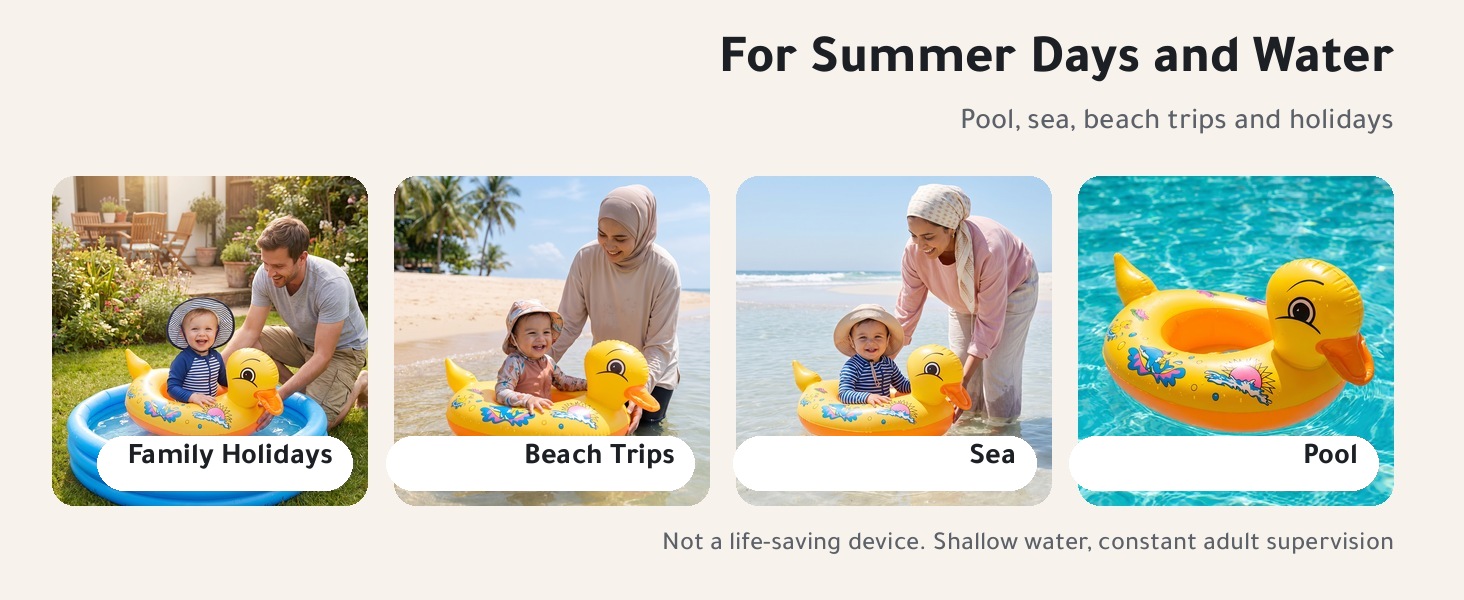 For Summer Days and Water
Pool, sea, beach trips and holidays
Family Holidays
Beach Trips
Sea
Pool
Not a life-saving device. Shallow water, constant adult supervision